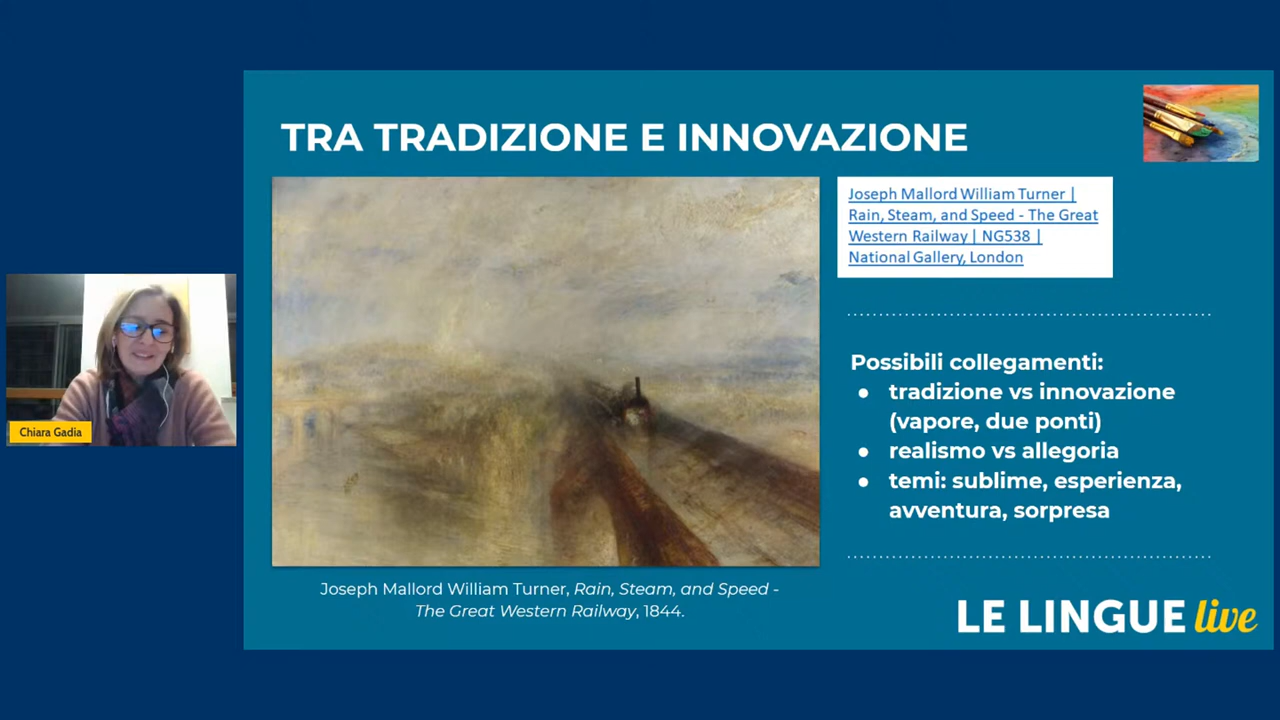 TRA TRADIZIONE E INNOVAZIONE
Joseph Mallord William Turner |
Rain, Steam, and Speed - The Great
Western Railway | NG538 |
National Gallery, London
Possibili collegamenti:
● tradizione vs innovazione
(vapore, due ponti)
● realismo vs allegoria
● temi: sublime, esperienza,
avventura, sorpresa
Joseph Mallord William Turner, Rain, Steam, and Speed -
The Great Western Railway, 1844.
Chiara Gadia
LE LINGUE live